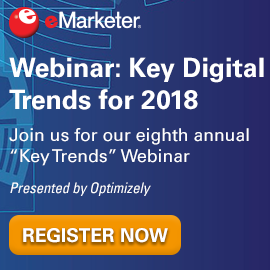 eMarketer.
Webinar: Key Digital
Trends for 2018
Join us for our eighth annual
“Key Trends” Webinar
Presented by Optimizely
REGISTER NOW